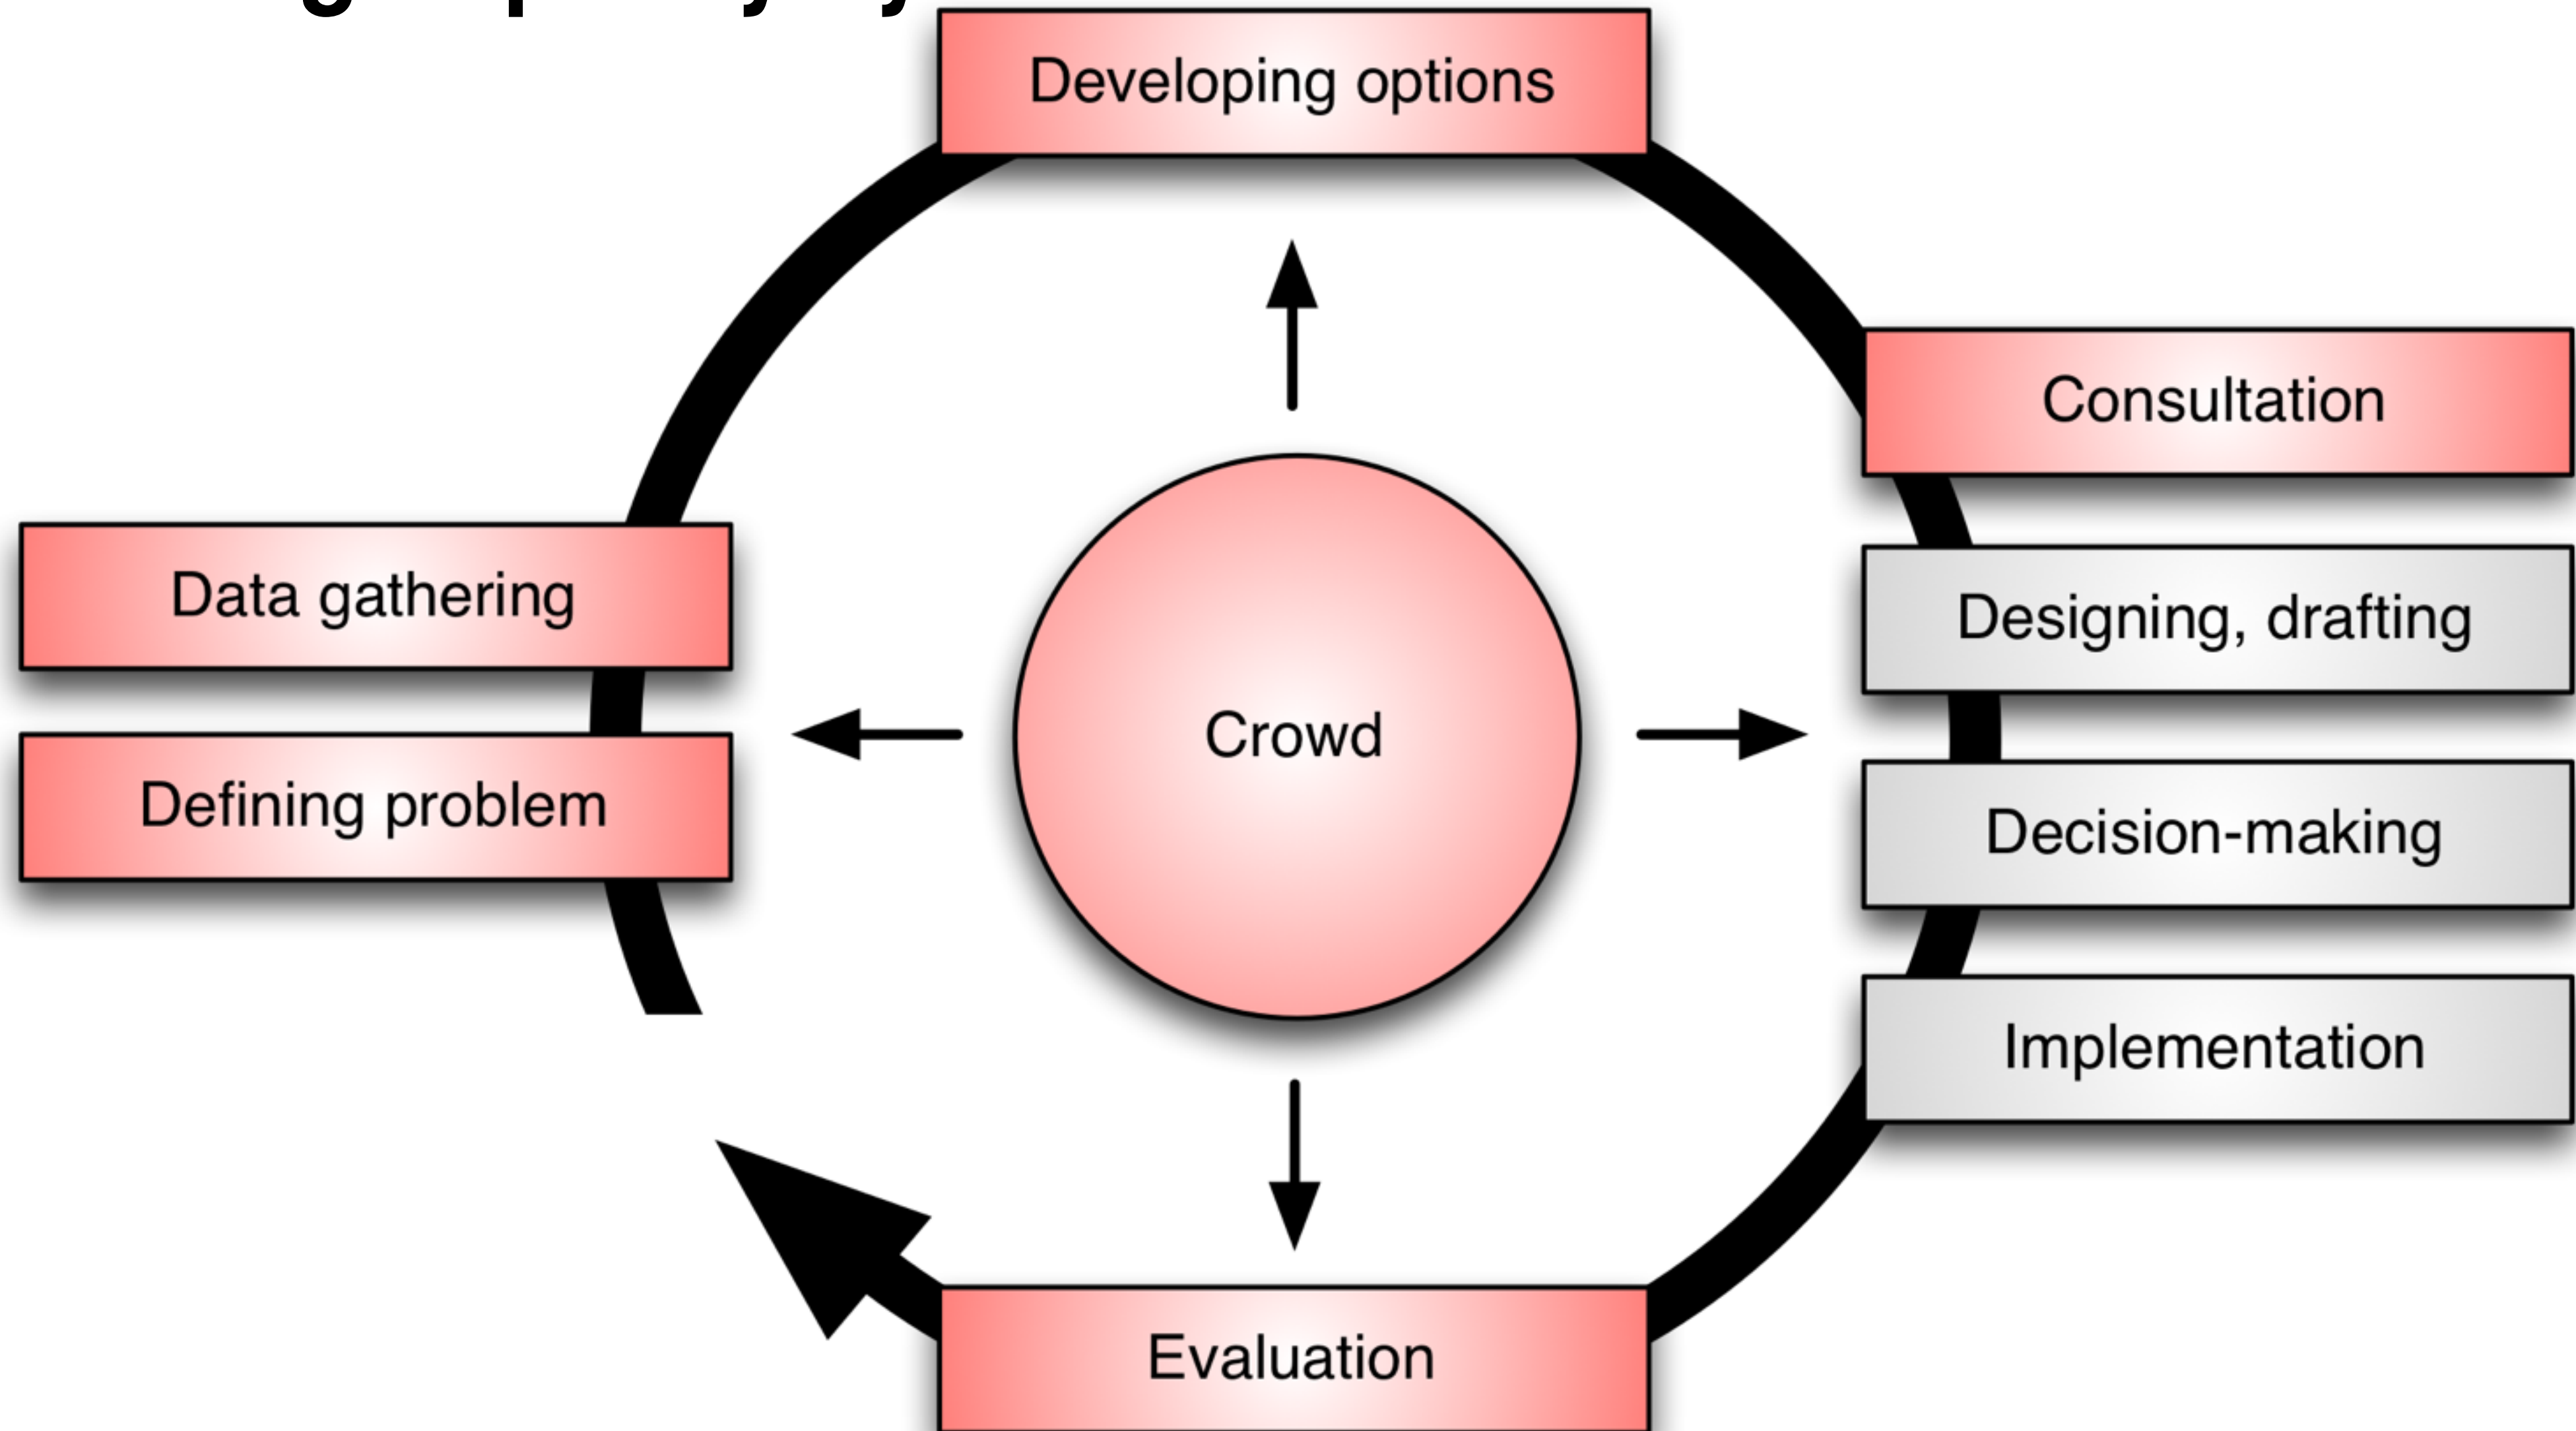 Developing options
Consultation
Data gathering
Designing, drafting
Crowd
Defining problem
Decision-making
Implementation
Evaluation